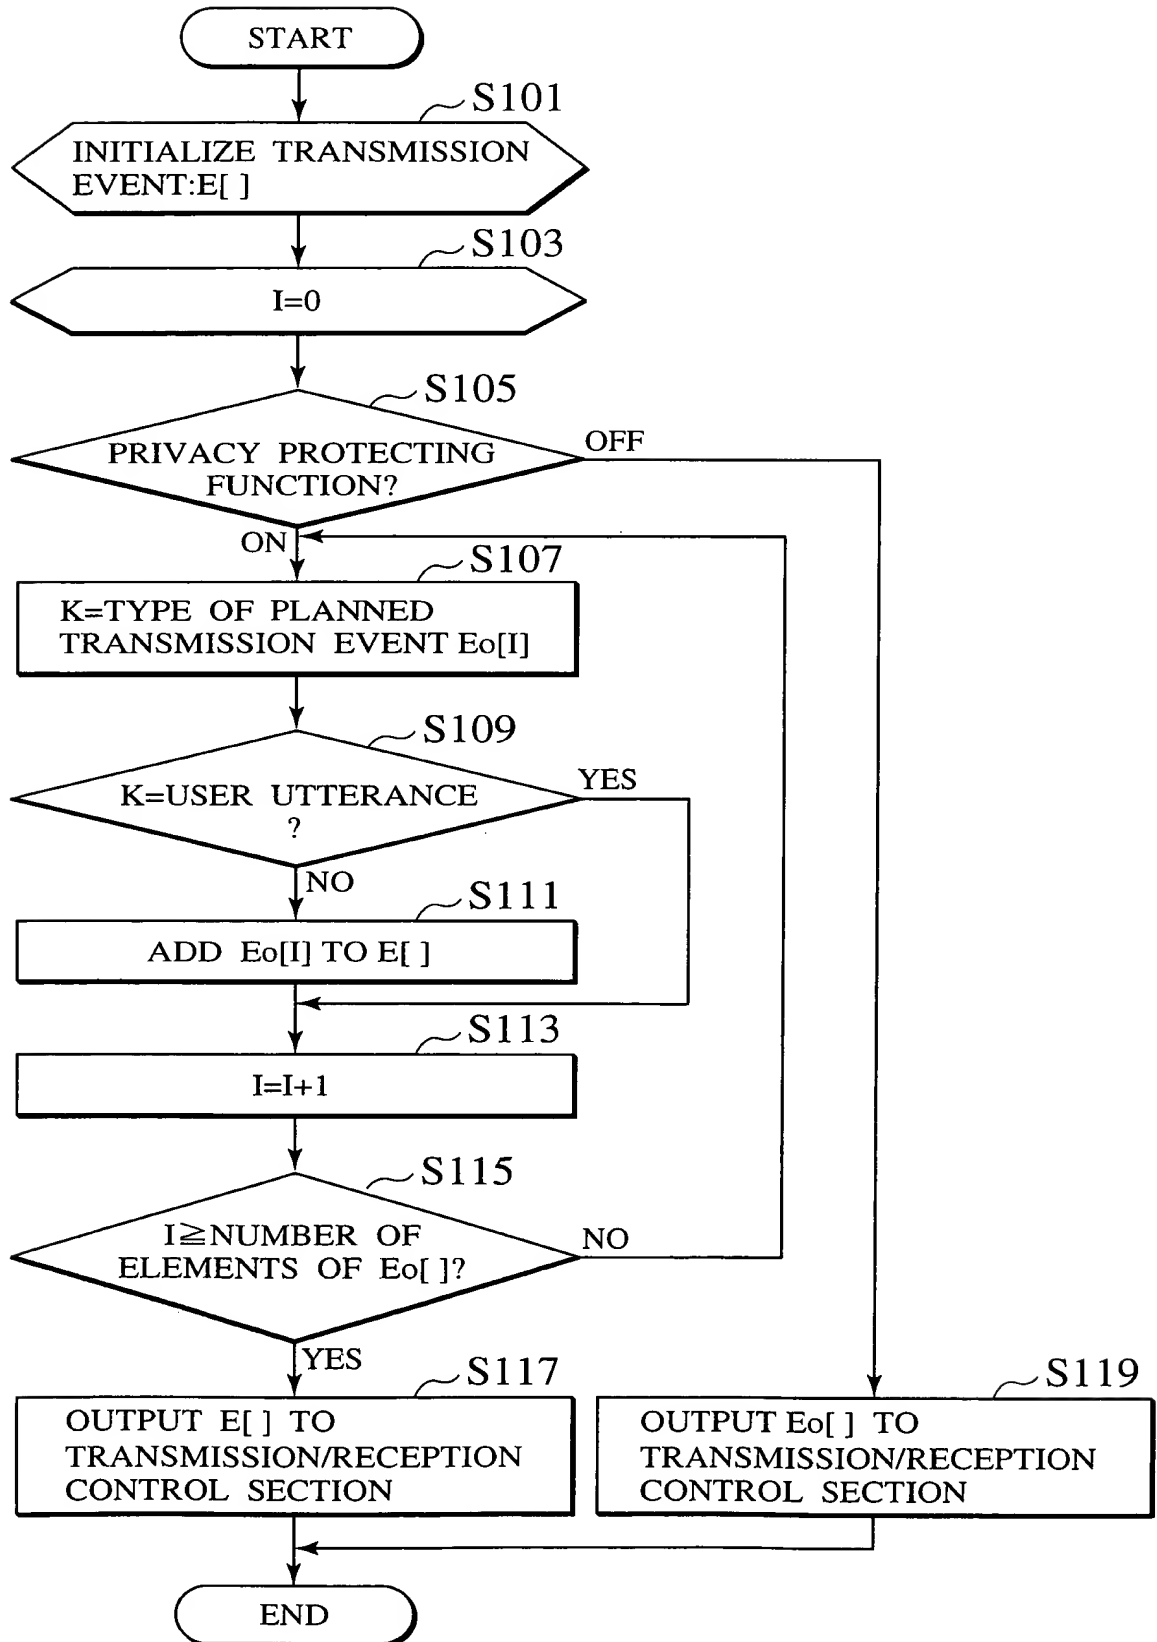 START
S101
INITIALIZE TRANSMISSION
EVENT:E[ ]
S103
I=0
S105
PRIVACY PROTECTING
FUNCTION?
OFF
ON
S107
K=TYPE OF PLANNED
TRANSMISSION EVENT Eo[I]
S109
K=USER UTTERANCE
?
YES
NO
S111
ADD Eo[I] TO E[ ]
S113
I=I+1
S115
I≧NUMBER OF
ELEMENTS OF Eo[ ]?
NO
YES
S117
OUTPUT E[ ] TO
TRANSMISSION/RECEPTION
CONTROL SECTION
S119
OUTPUT Eo[ ] TO
TRANSMISSION/RECEPTION
CONTROL SECTION
END